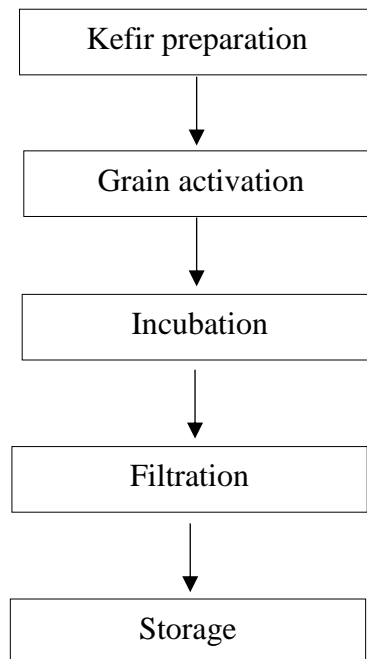 Kefir preparation
Grain activation
Incubation
Filtration
Storage